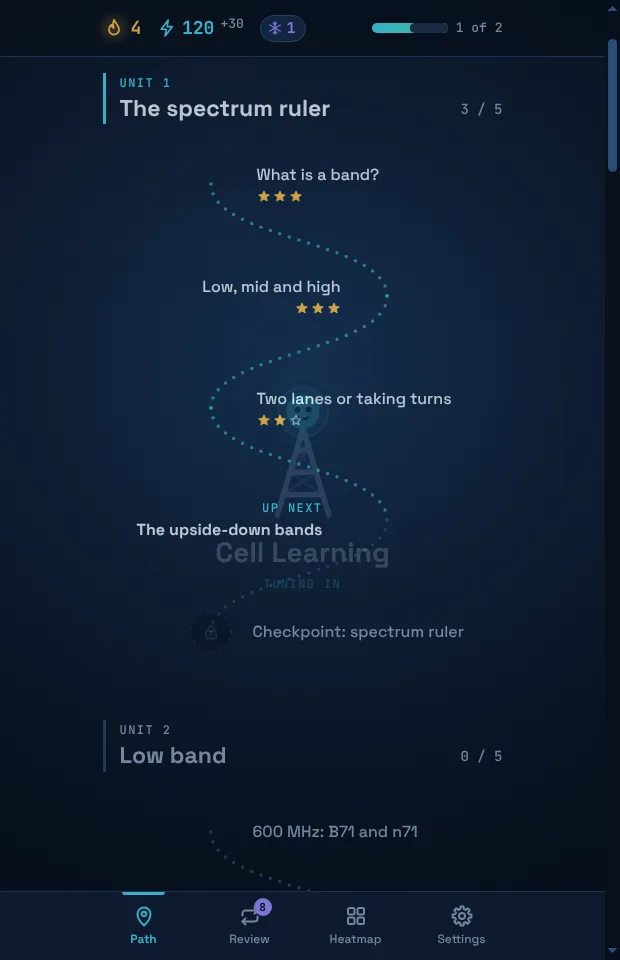 4 120 +30 1 1 of 2
UNIT 1
The spectrum ruler 3 / 5
What is a band?
Low, mid and high
Two lanes or taking turns
UP NEXT
The upside-down bands
Cell Learning
TUNING IN
Checkpoint: spectrum ruler
UNIT 2
Low band 0 / 5
600 MHz: B71 and n71
8
Path Review Heatmap Settings